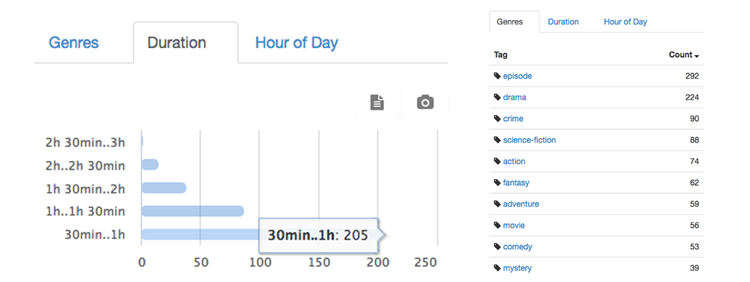 Genres Duration Hour of Day
2h 30min..3h
2h..2h 30min
1h 30min..2h
1h..1h 30min
30min..1h
30min..1h: 205
0 50 100 150 200 250
Genres Duration Hour of Day
Tag Count
episode 292
drama 224
crime 90
science-fiction 88
action 74
fantasy 62
adventure 59
movie 56
comedy 53
mystery 39